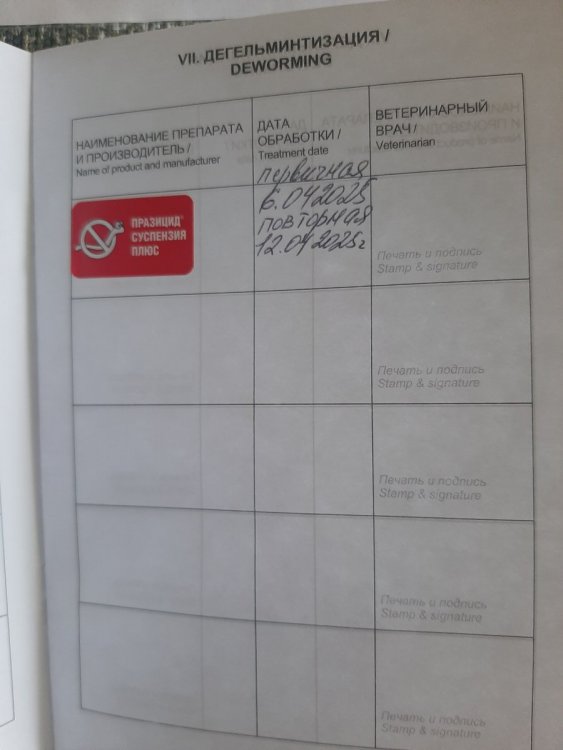 VII. ДЕГЕЛЬМИНТИЗАЦИЯ /
DEWORMING
НАИМЕНОВАНИЕ ПРЕПАРАТА
И ПРОИЗВОДИТЕЛЬ /
Name of product and manufacturer
ДАТА
ОБРАБОТКИ /
Treatment date
ВЕТЕРИНАРНЫЙ
ВРАЧ /
Veterinarian
ПРАЗИЦИД®
СУСПЕНЗИЯ
ПЛЮС
первичная
6.04 2025
повторная
12.04 2025г
Печать и подпись
Stamp & signature
Печать и подпись
Stamp & signature
Печать и подпись
Stamp & signature
Печать и подпись
Stamp & signature
Печать и подпись
Stamp & signature